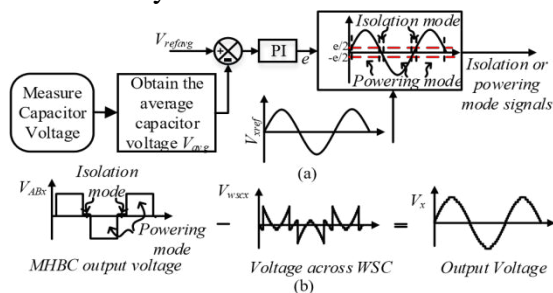 Isolation mode
V_refavg
PI
e
e/2
-e/2
Powering mode
Isolation or
powering
mode signals
Measure
Capacitor
Voltage
Obtain the
average
capacitor
voltage V_avg
V_xref
(a)
V_ABx
Isolation
mode
Powering
mode
MHBC output voltage
V_wscx
Voltage across WSC
=
V_x
Output Voltage
(b)